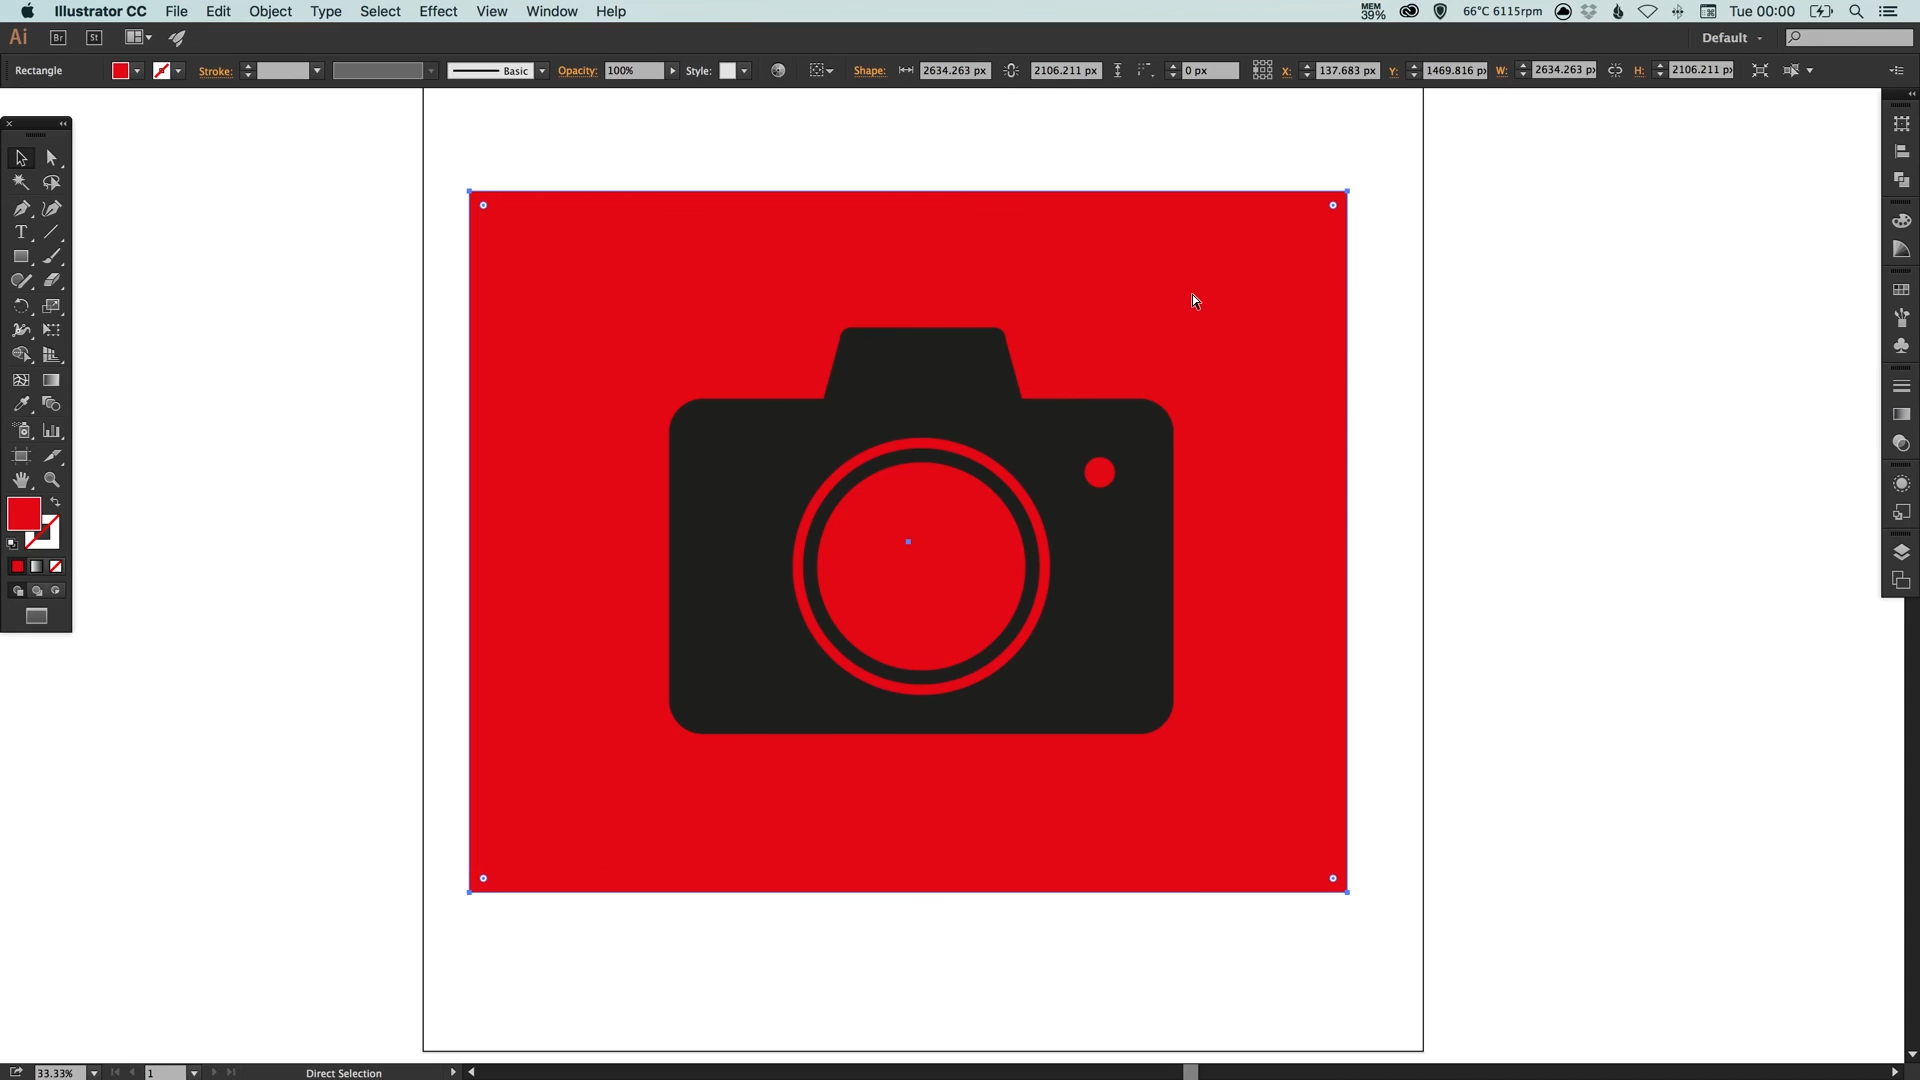 Illustrator CC File Edit Object Type Select Effect View Window Help MEM 39% 66°C 6115rpm Tue 00:00
Ai Br St Default
Rectangle Stroke: Basic Opacity: 100% Style: Shape: 2634.263 px 2106.211 px 0 px X: 137.683 px Y: 1469.816 px W: 2634.263 px H: 2106.211 px
T
33.33% 1 Direct Selection